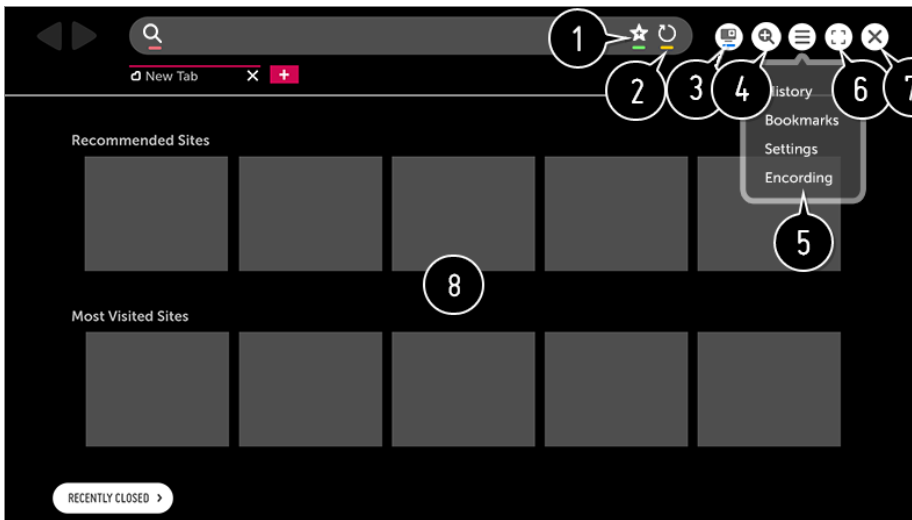 1
New Tab
2
3
4
6
7
History
Bookmarks
Settings
Encording
5
Recommended Sites
8
Most Visited Sites
RECENTLY CLOSED >